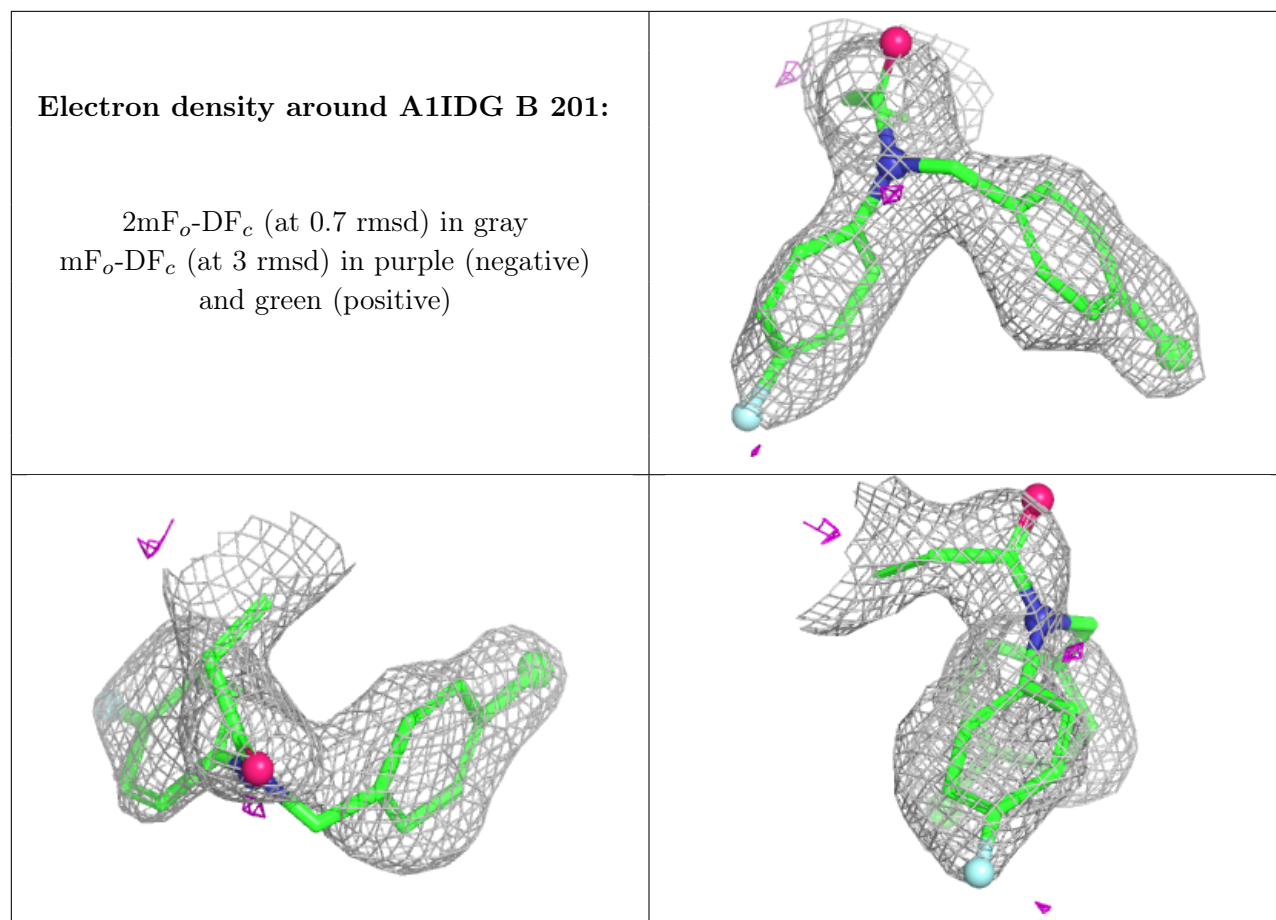 Electron density around A1IDG B 201:
2mFo-DFc (at 0.7 rmsd) in gray
mFo-DFc (at 3 rmsd) in purple (negative)
and green (positive)